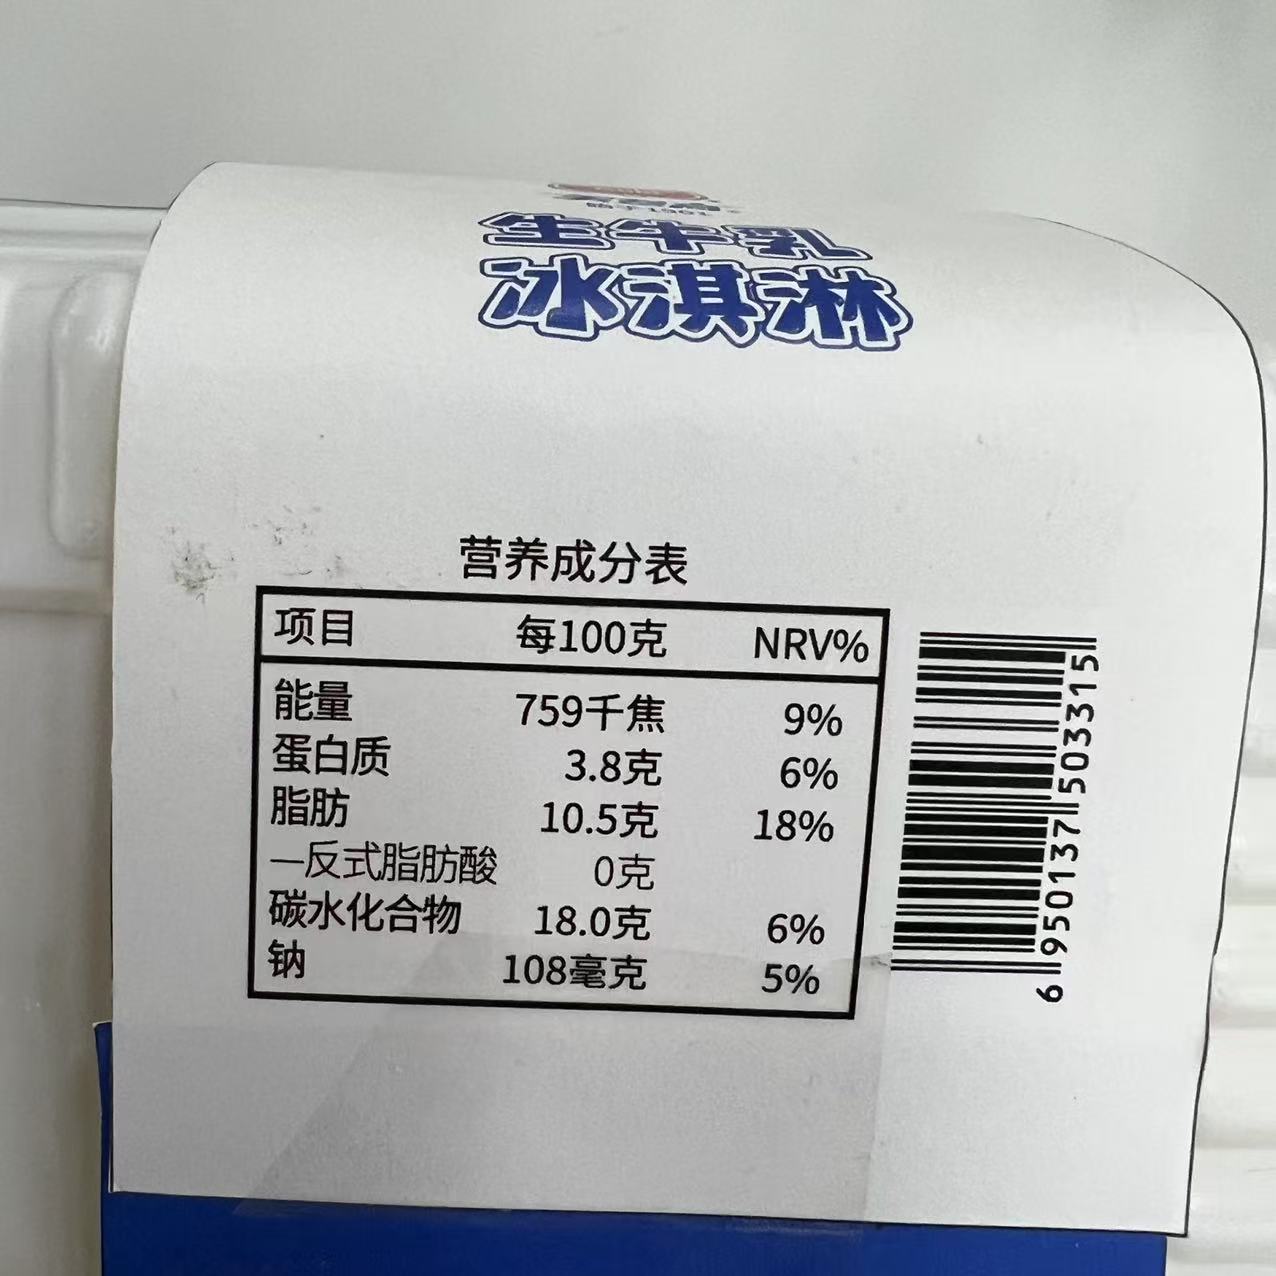 生牛乳
冰淇淋
营养成分表
项目 每100克 NRV%
能量 759千焦 9%
蛋白质 3.8克 6%
脂肪 10.5克 18%
—反式脂肪酸 0克
碳水化合物 18.0克 6%
钠 108毫克 5%
6950137503315